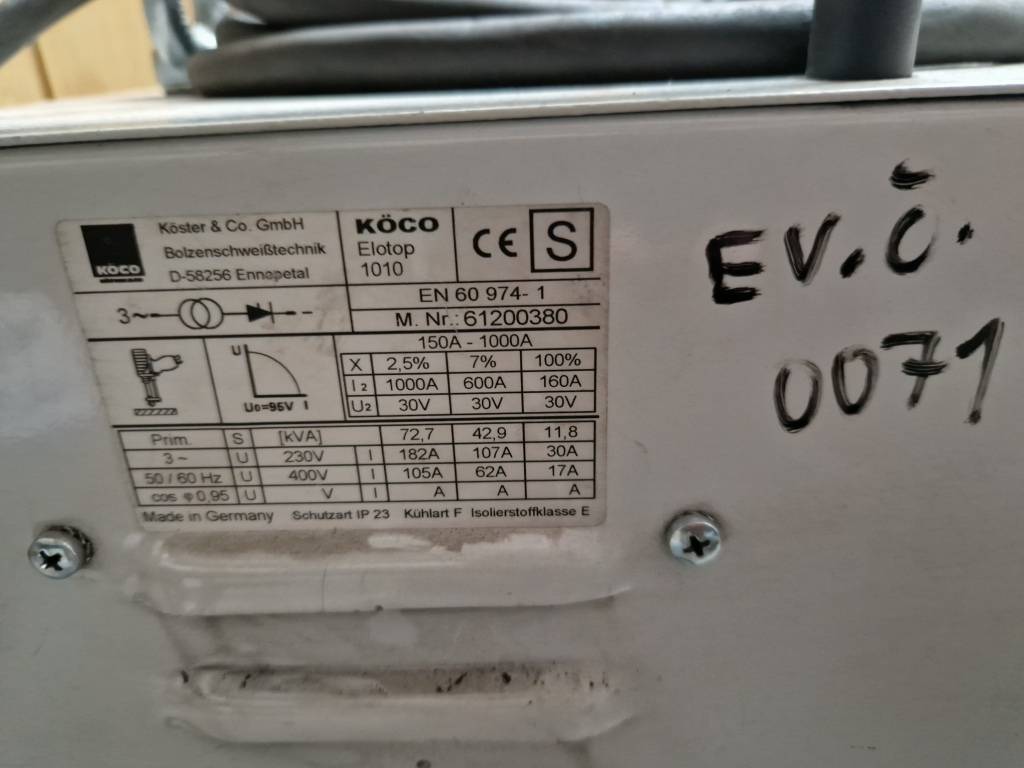 KÖCO
Köster & Co. GmbH
Bolzenschweißtechnik
D-58256 Ennepetal
KÖCO
Elotop
1010
CE S
EN 60 974- 1
M. Nr.: 61200380
3~
150A - 1000A
X 2,5% 7% 100%
I2 1000A 600A 160A
U2 30V 30V 30V
U
Uo=95V I
Prim. S [kVA] 72,7 42,9 11,8
3~ U 230V I 182A 107A 30A
50 / 60 Hz U 400V I 105A 62A 17A
cos φ 0,95 U V I A A A
Made in Germany Schutzart IP 23 Kühlart F Isolierstoffklasse E
EV. Č.
0071